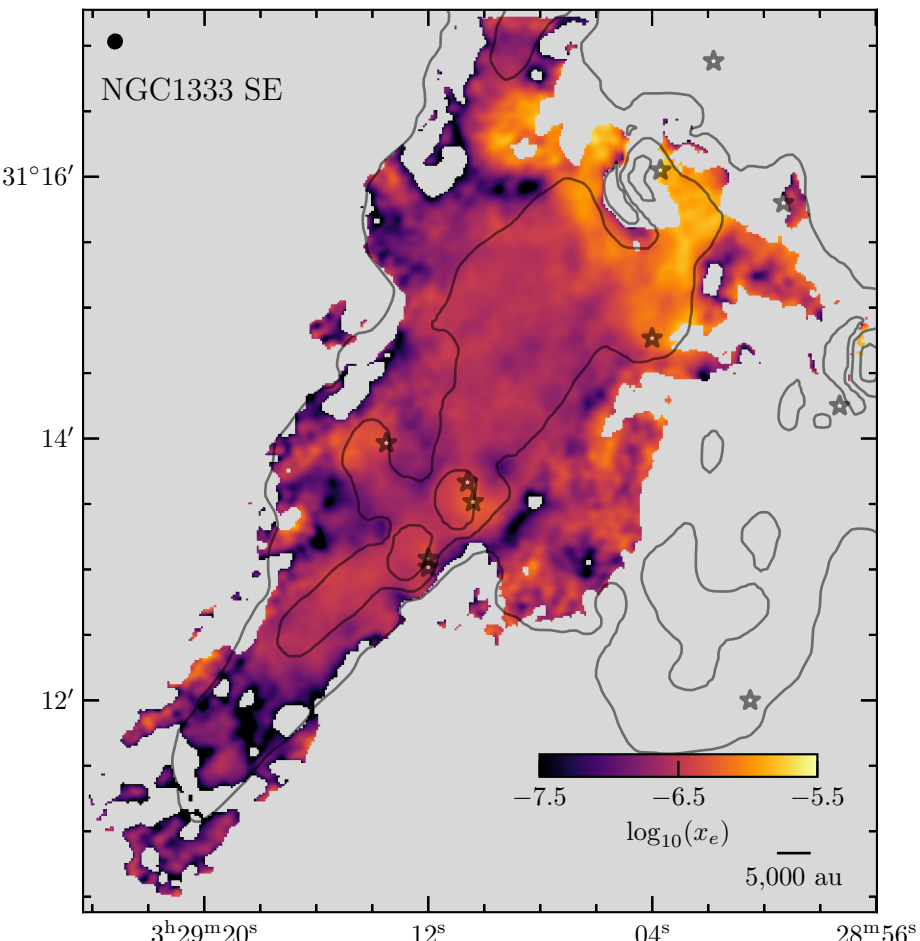 NGC1333 SE
31°16′
14′
12′
−7.5 −6.5 −5.5
log₁₀(xₑ)
5,000 au
3ʰ29ᵐ20ˢ 12ˢ 04ˢ 28ᵐ56ˢ